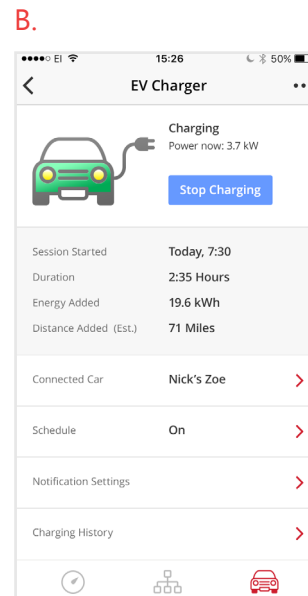 B.
EI 15:26 50%
EV Charger
Charging
Power now: 3.7 kW
Stop Charging
Session Started Today, 7:30
Duration 2:35 Hours
Energy Added 19.6 kWh
Distance Added (Est.) 71 Miles
Connected Car Nick's Zoe
Schedule On
Notification Settings
Charging History